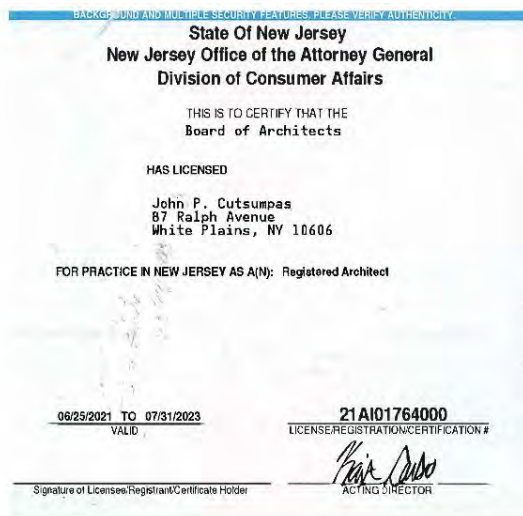 BACKGROUND AND MULTIPLE SECURITY FEATURES. PLEASE VERIFY AUTHENTICITY.
State Of New Jersey
New Jersey Office of the Attorney General
Division of Consumer Affairs
THIS IS TO CERTIFY THAT THE
Board of Architects
HAS LICENSED
John P. Cutsumpas
87 Ralph Avenue
White Plains, NY 10606
FOR PRACTICE IN NEW JERSEY AS A(N): Registered Architect
06/25/2021 TO 07/31/2023
VALID
21AI01764000
LICENSE/REGISTRATION/CERTIFICATION #
Signature of Licensee/Registrant/Certificate Holder
ACTING DIRECTOR